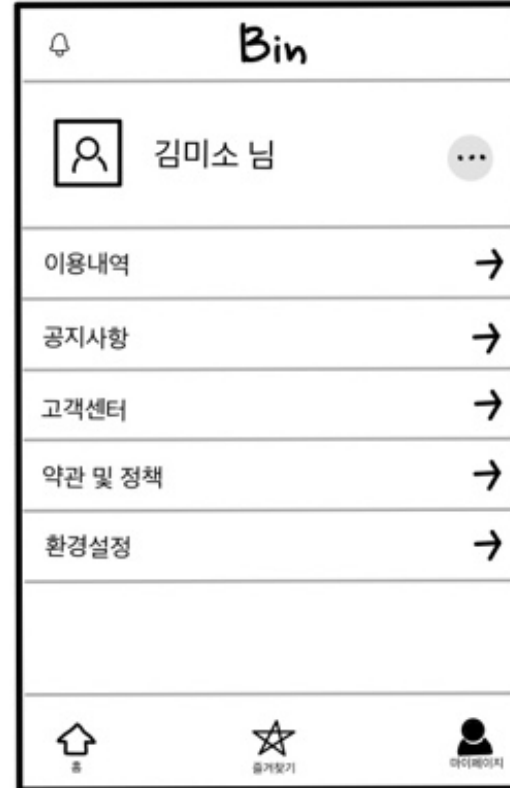 Bin
김미소 님
이용내역
공지사항
고객센터
약관 및 정책
환경설정
홈
즐겨찾기
마이페이지